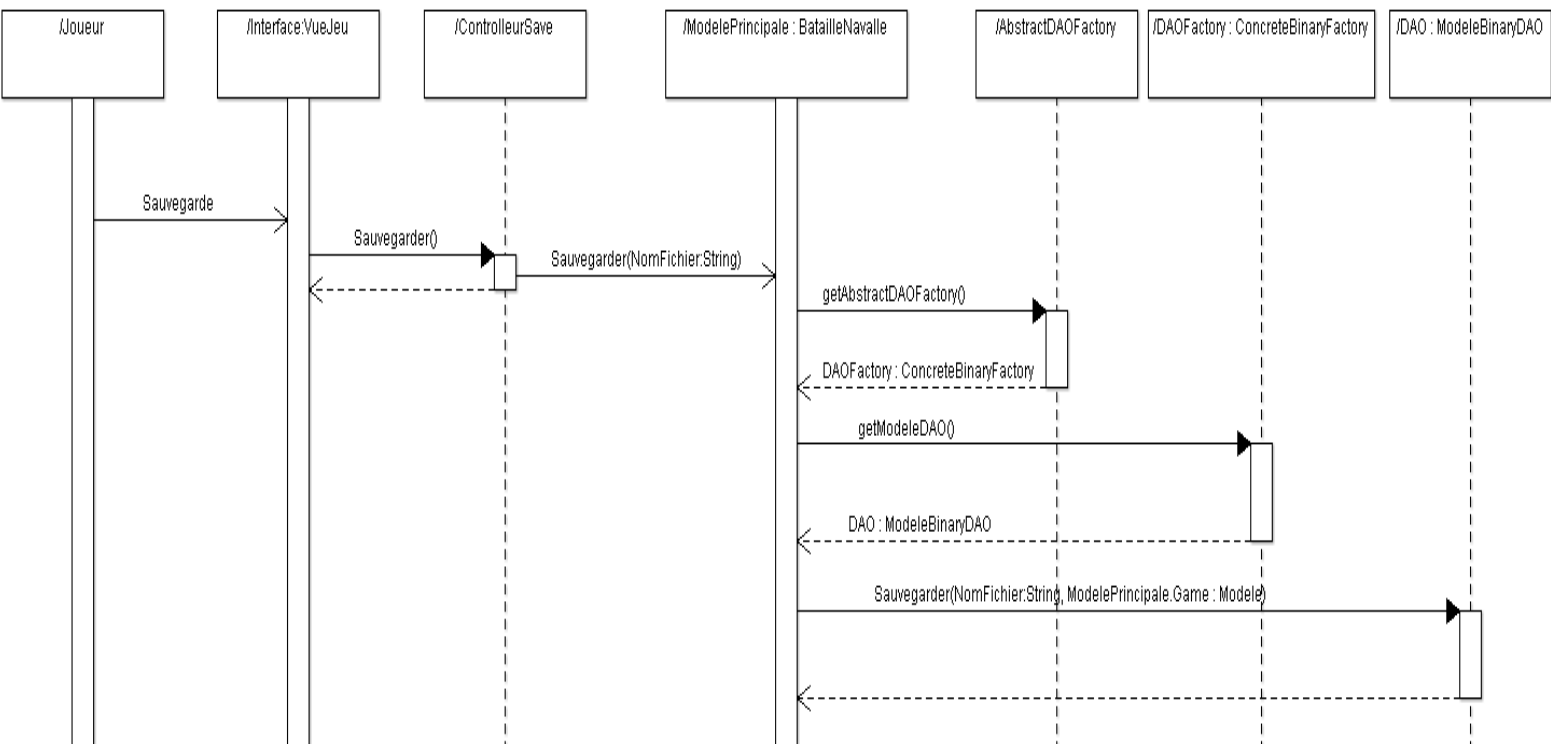 /Joueur
/Interface:VueJeu
/ControlleurSave
/ModelePrincipale : BatailleNavalle
/AbstractDAOFactory
/DAOFactory : ConcreteBinaryFactory
/DAO : ModeleBinaryDAO
Sauvegarde
Sauvegarder()
Sauvegarder(NomFichier:String)
getAbstractDAOFactory()
DAOFactory : ConcreteBinaryFactory
getModeleDAO()
DAO : ModeleBinaryDAO
Sauvegarder(NomFichier:String, ModelePrincipale.Game : Modele)